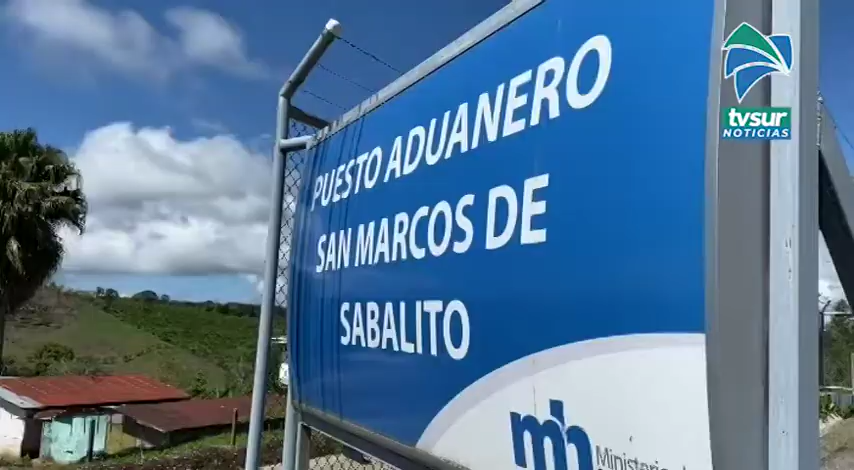 tvsur
NOTICIAS
PUESTO ADUANERO
SAN MARCOS DE
SABALITO
mh